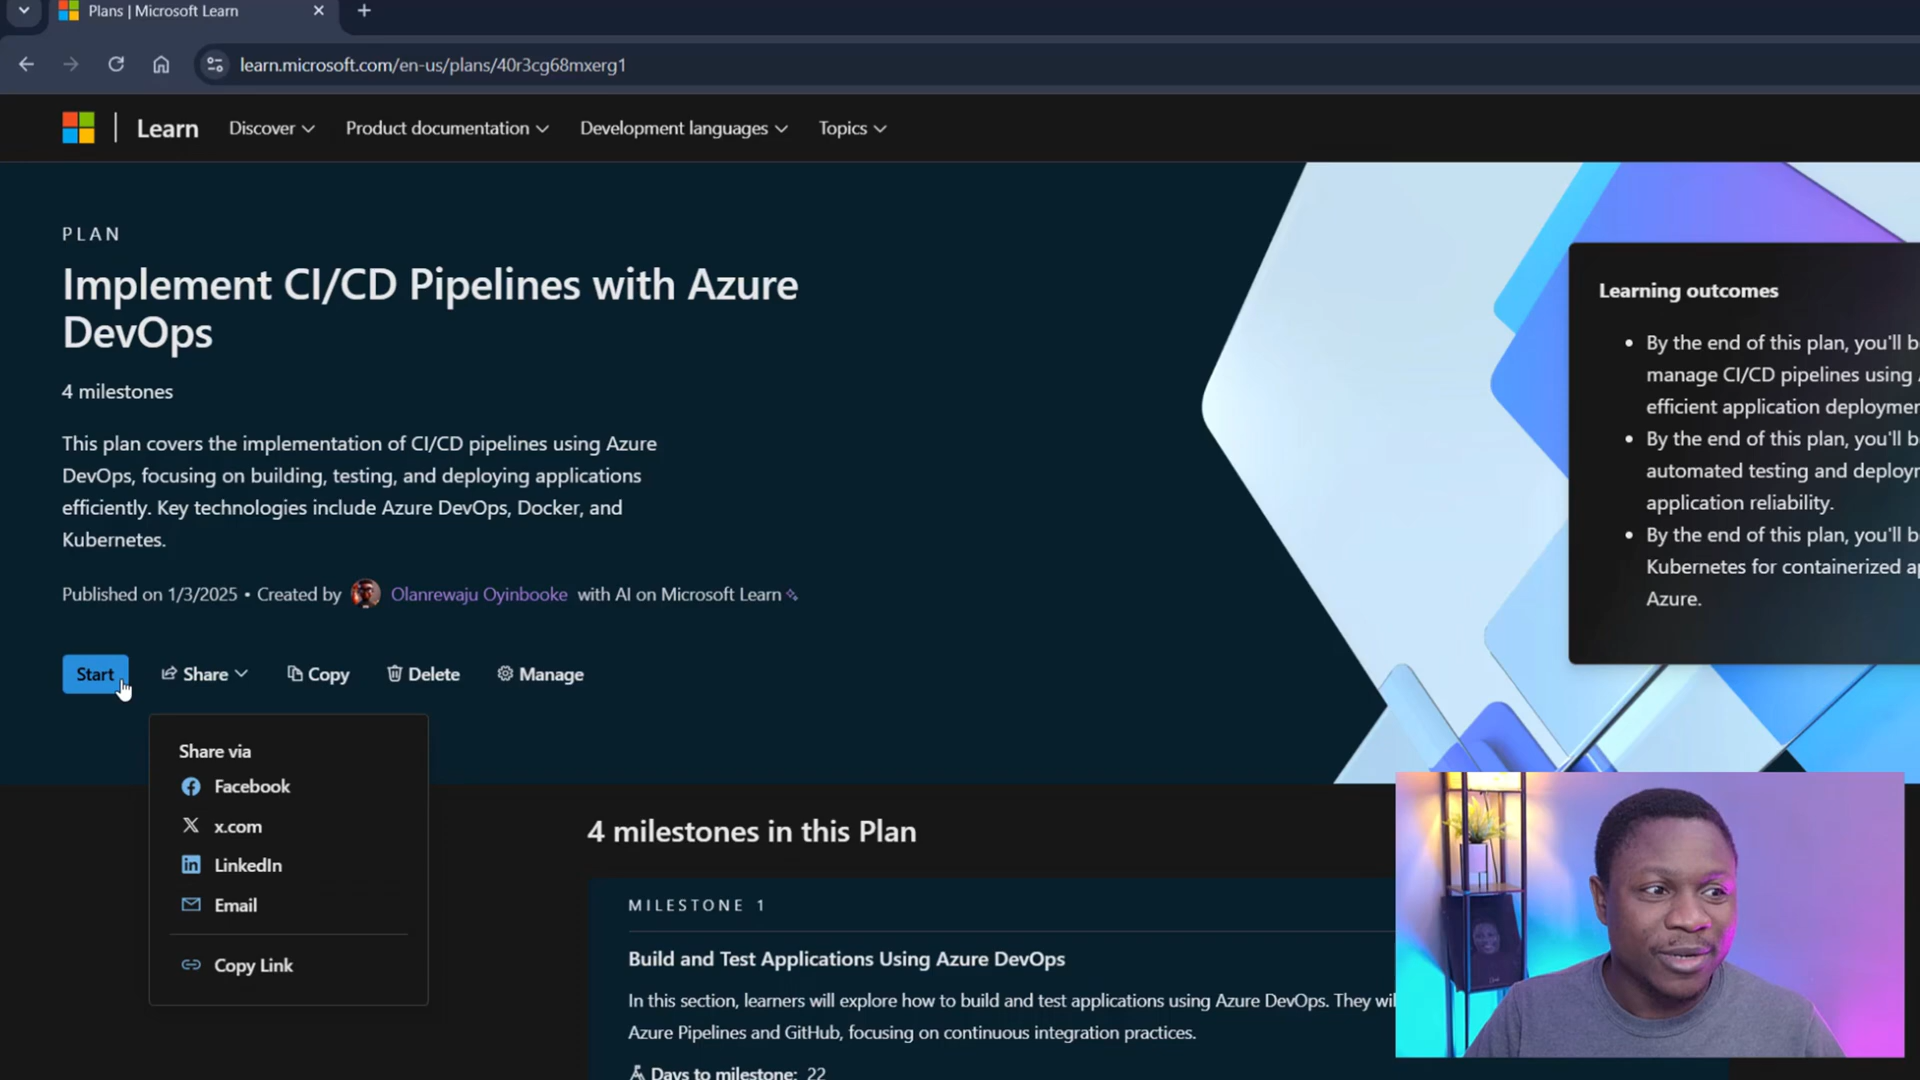 Plans | Microsoft Learn
learn.microsoft.com/en-us/plans/40r3cg68mxerg1
Learn Discover Product documentation Development languages Topics
PLAN
Implement CI/CD Pipelines with Azure
DevOps
4 milestones
This plan covers the implementation of CI/CD pipelines using Azure
DevOps, focusing on building, testing, and deploying applications
efficiently. Key technologies include Azure DevOps, Docker, and
Kubernetes.
Published on 1/3/2025 • Created by Olanrewaju Oyinbooke with AI on Microsoft Learn
Start Share Copy Delete Manage
Share via
Facebook
x.com
LinkedIn
Email
Copy Link
Learning outcomes
• By the end of this plan, you'll b
manage CI/CD pipelines using
efficient application deploymen
• By the end of this plan, you'll b
automated testing and deploym
application reliability.
• By the end of this plan, you'll b
Kubernetes for containerized ap
Azure.
4 milestones in this Plan
MILESTONE 1
Build and Test Applications Using Azure DevOps
In this section, learners will explore how to build and test applications using Azure DevOps. They wil
Azure Pipelines and GitHub, focusing on continuous integration practices.
Days to milestone: 22